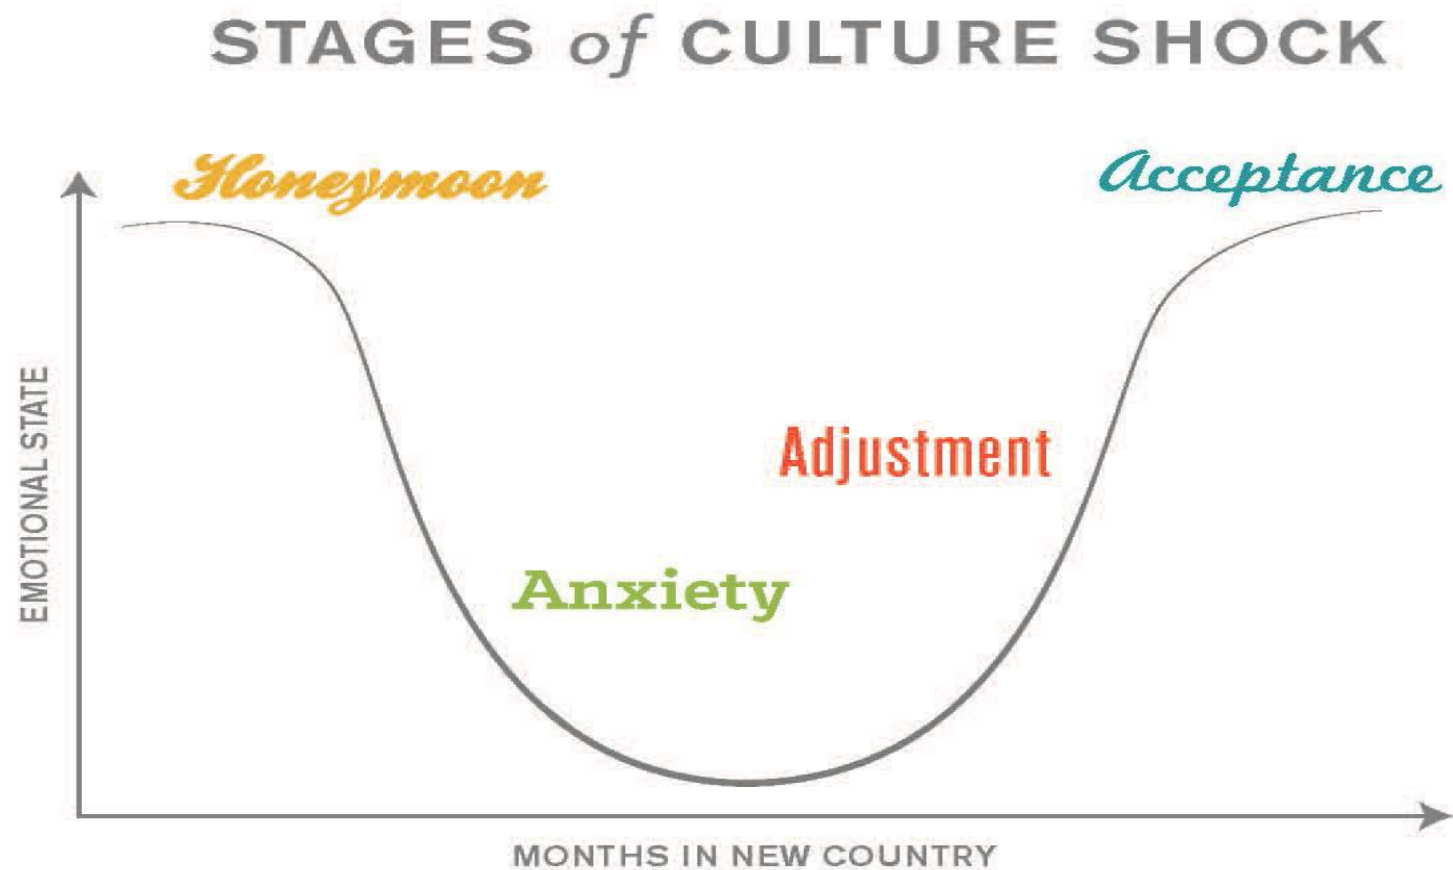 STAGES of CULTURE SHOCK
Honeymoon
Acceptance
EMOTIONAL STATE
Adjustment
Anxiety
MONTHS IN NEW COUNTRY